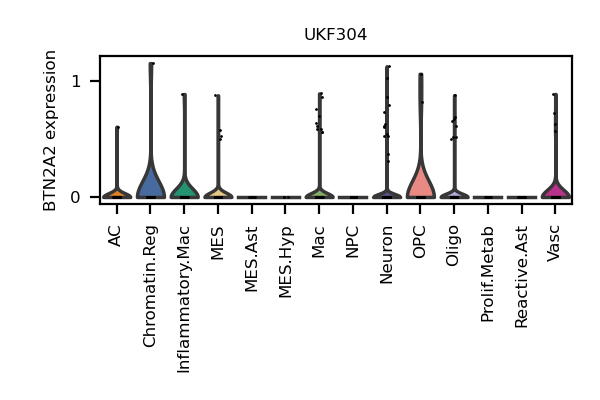 UKF304
BTN2A2 expression
1
0
AC
Chromatin.Reg
Inflammatory.Mac
MES
MES.Ast
MES.Hyp
Mac
NPC
Neuron
OPC
Oligo
Prolif.Metab
Reactive.Ast
Vasc